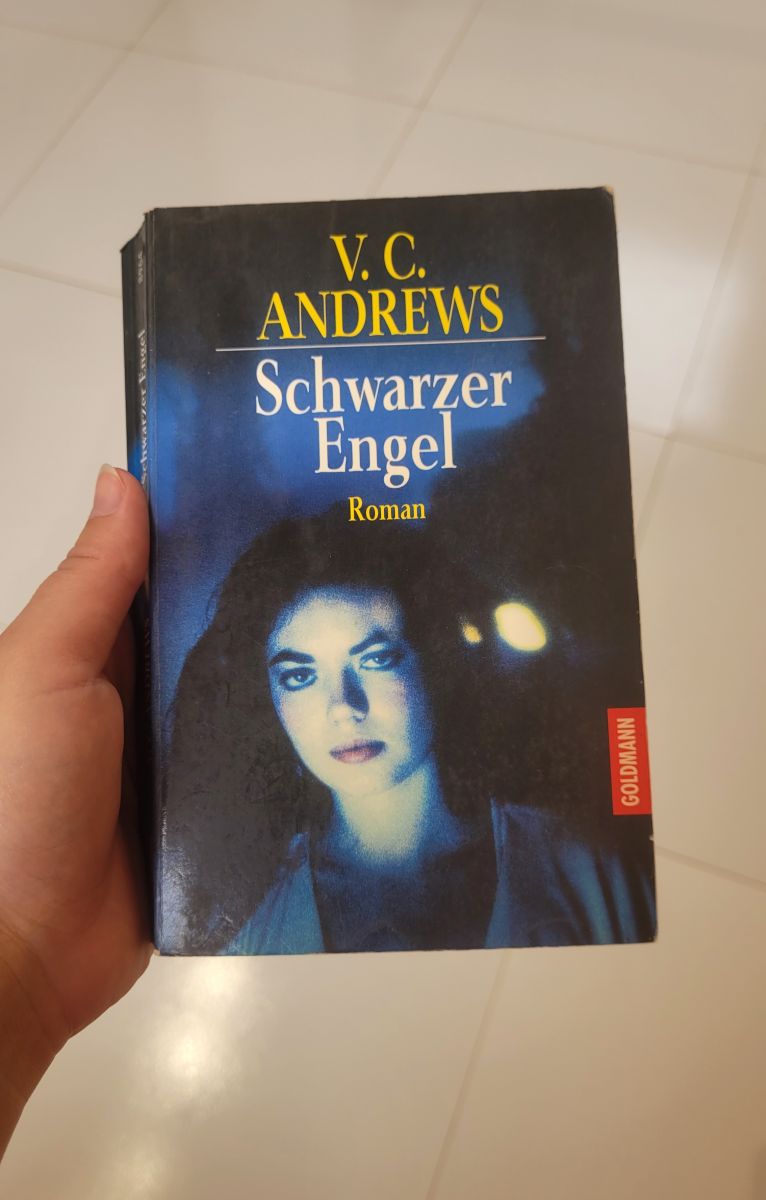 V. C.
ANDREWS
Schwarzer
Engel
Roman
GOLDMANN
Schwarzer Engel